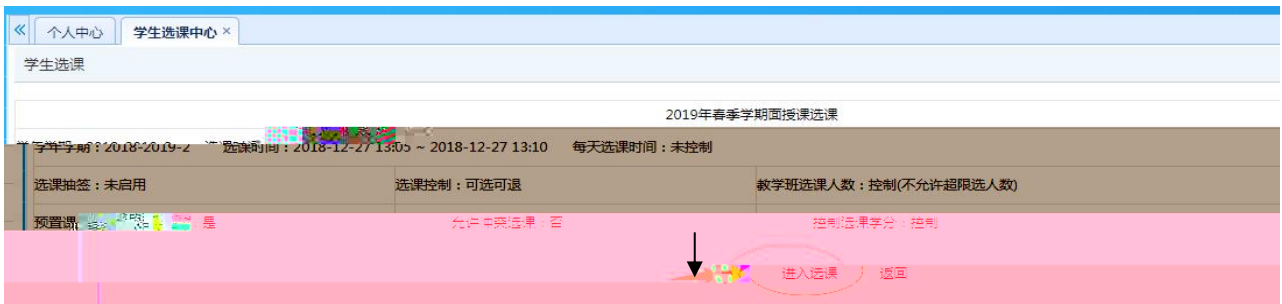 个人中心 学生选课中心 ×
学生选课
2019年春季学期面授课选课
学年学期：2018-2019-2 选课时间：2018-12-27 13:05 ~ 2018-12-27 13:10 每天选课时间：未控制
选课抽签：未启用 选课控制：可选可退 教学班选课人数：控制(不允许超限选人数)
预置课 是 允许冲突选课：否 控制选课学分：控制
进入选课 返回